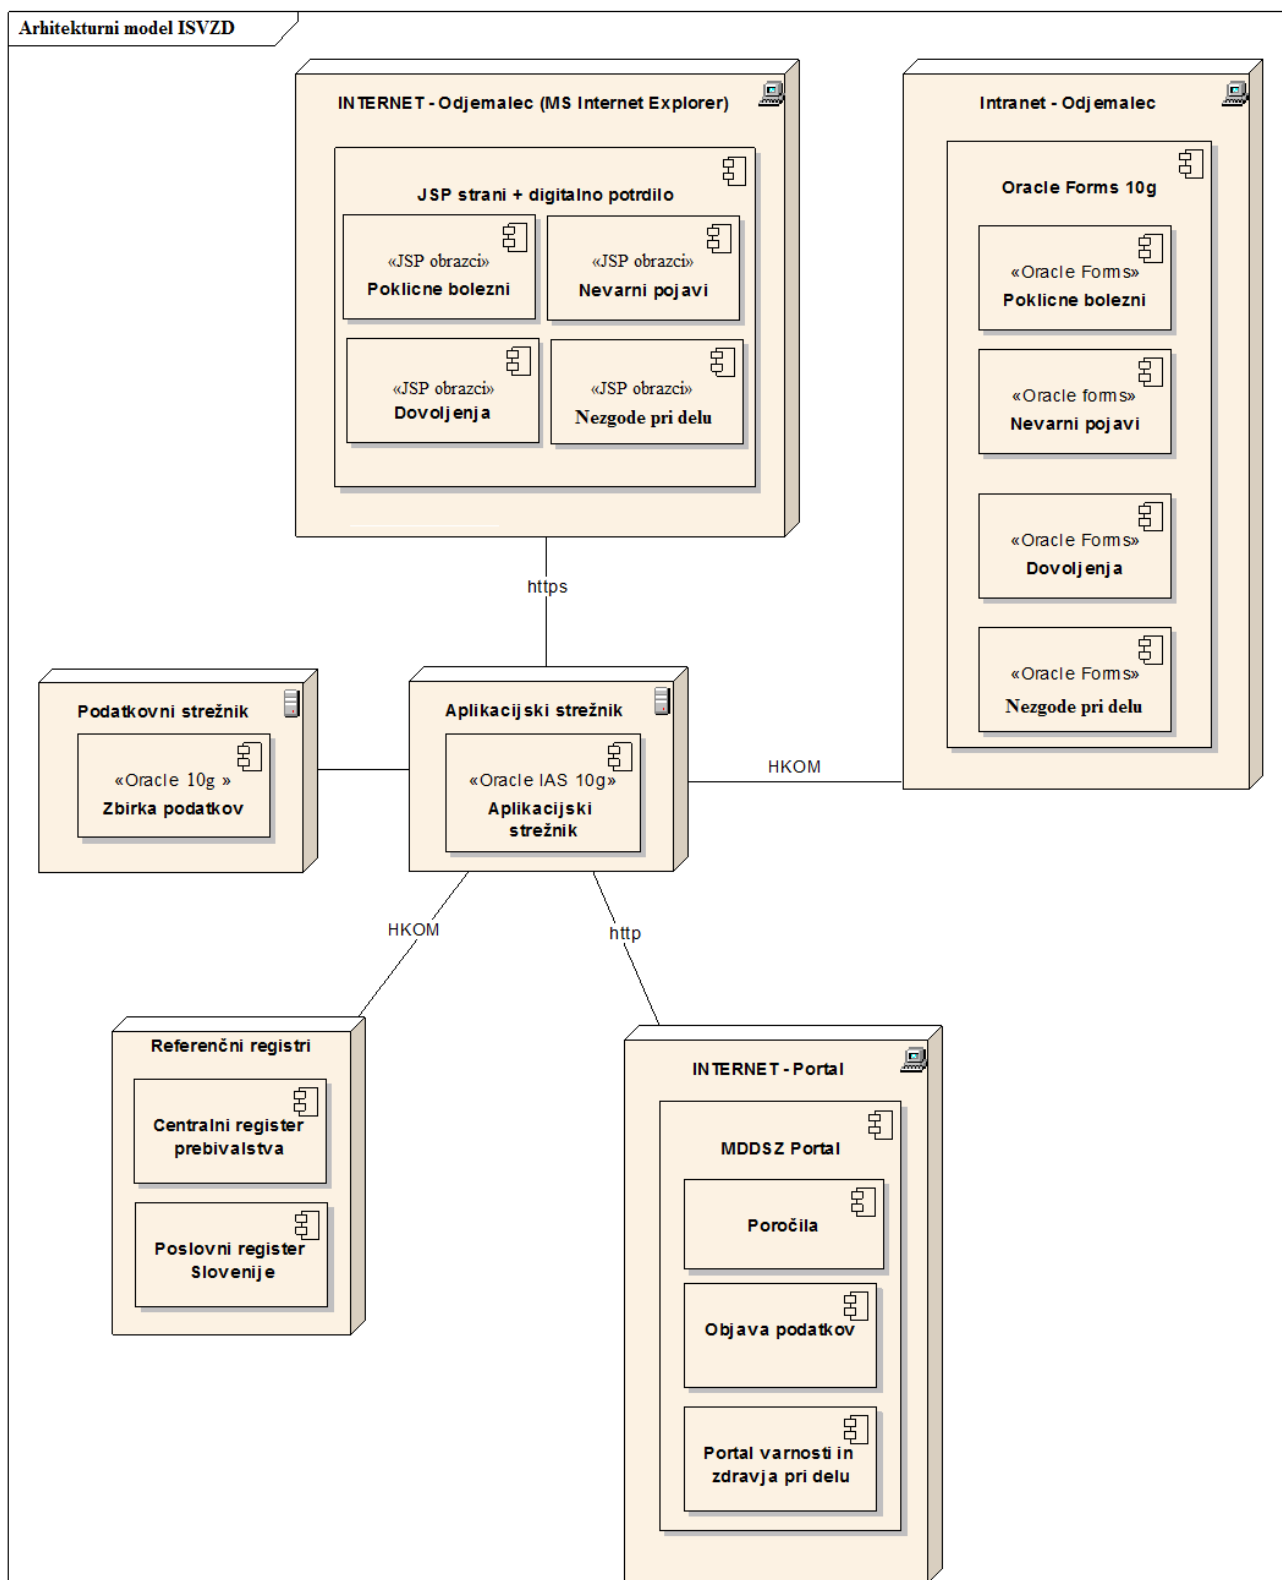 Arhitekturni model ISVZD
INTERNET - Odjemalec (MS Internet Explorer)
JSP strani + digitalno potrdilo
«JSP obrazci»
Poklicne bolezni
«JSP obrazci»
Nevarni pojavi
«JSP obrazci»
Dovoljenja
«JSP obrazci»
Nezgode pri delu
Intranet - Odjemalec
Oracle Forms 10g
«Oracle Forms»
Poklicne bolezni
«Oracle forms»
Nevarni pojavi
«Oracle Forms»
Dovoljenja
«Oracle Forms»
Nezgode pri delu
https
Podatkovni strežnik
«Oracle 10g »
Zbirka podatkov
Aplikacijski strežnik
«Oracle IAS 10g»
Aplikacijski
strežnik
HKOM
HKOM
http
Referenčni registri
Centralni register
prebivalstva
Poslovni register
Slovenije
INTERNET - Portal
MDDSZ Portal
Poročila
Objava podatkov
Portal varnosti in
zdravja pri delu